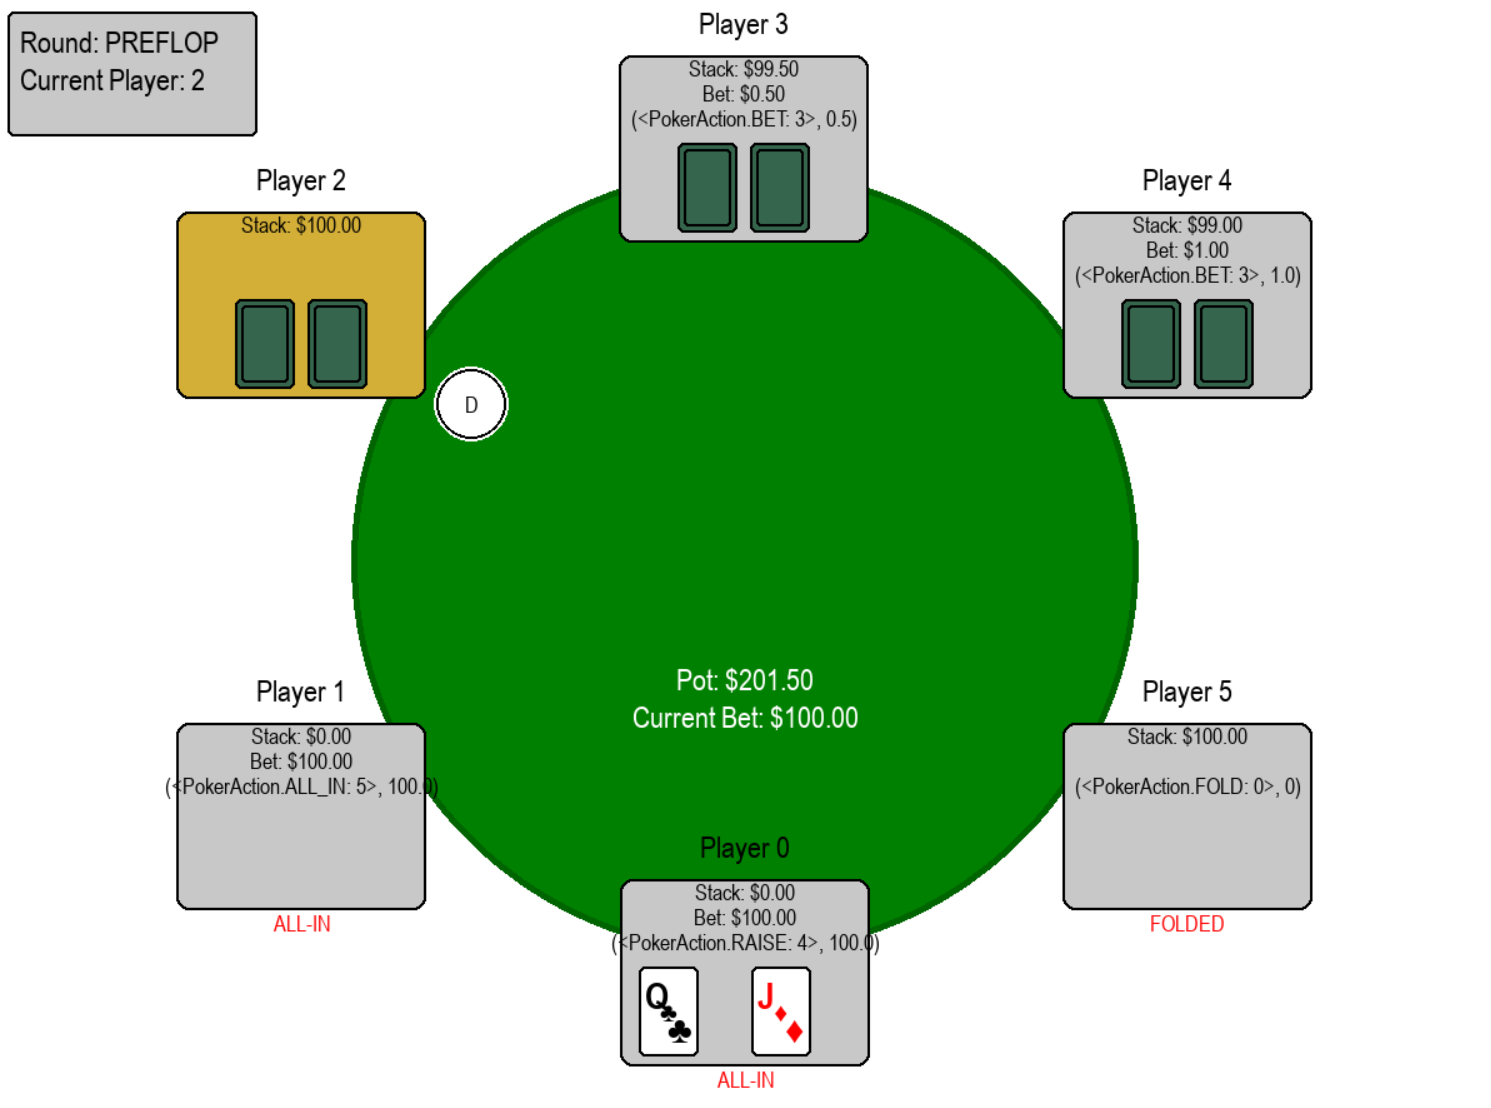 Round: PREFLOP
Current Player: 2
Player 3
Stack: $99.50
Bet: $0.50
(<PokerAction.BET: 3>, 0.5)
Player 2
Stack: $100.00
Player 4
Stack: $99.00
Bet: $1.00
(<PokerAction.BET: 3>, 1.0)
D
Pot: $201.50
Current Bet: $100.00
Player 1
Stack: $0.00
Bet: $100.00
(<PokerAction.ALL_IN: 5>, 100.0)
ALL-IN
Player 5
Stack: $100.00
(<PokerAction.FOLD: 0>, 0)
FOLDED
Player 0
Stack: $0.00
Bet: $100.00
(<PokerAction.RAISE: 4>, 100.0)
Q J
ALL-IN